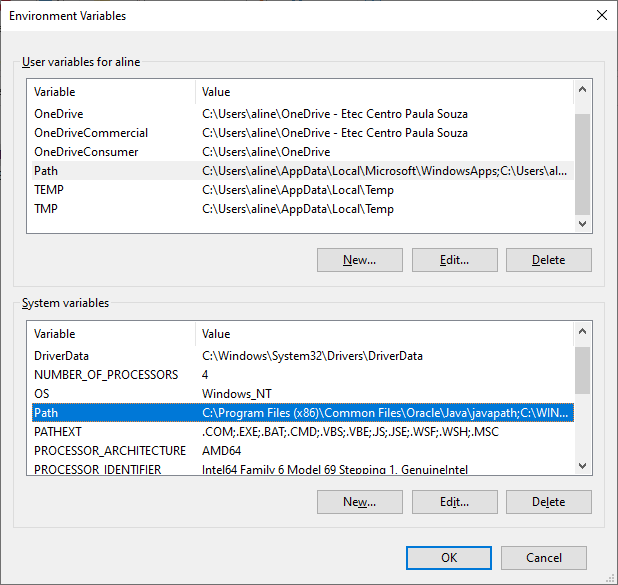 Environment Variables
User variables for aline
Variable Value
OneDrive C:\Users\aline\OneDrive - Etec Centro Paula Souza
OneDriveCommercial C:\Users\aline\OneDrive - Etec Centro Paula Souza
OneDriveConsumer C:\Users\aline\OneDrive
Path C:\Users\aline\AppData\Local\Microsoft\WindowsApps;C:\Users\al...
TEMP C:\Users\aline\AppData\Local\Temp
TMP C:\Users\aline\AppData\Local\Temp
New... Edit... Delete
System variables
Variable Value
DriverData C:\Windows\System32\Drivers\DriverData
NUMBER_OF_PROCESSORS 4
OS Windows_NT
Path C:\Program Files (x86)\Common Files\Oracle\Java\javapath;C:\WIN...
PATHEXT .COM;.EXE;.BAT;.CMD;.VBS;.VBE;.JS;.JSE;.WSF;.WSH;.MSC
PROCESSOR_ARCHITECTURE AMD64
PROCESSOR_IDENTIFIER Intel64 Family 6 Model 69 Stepping 1, GenuineIntel
New... Edit... Delete
OK Cancel